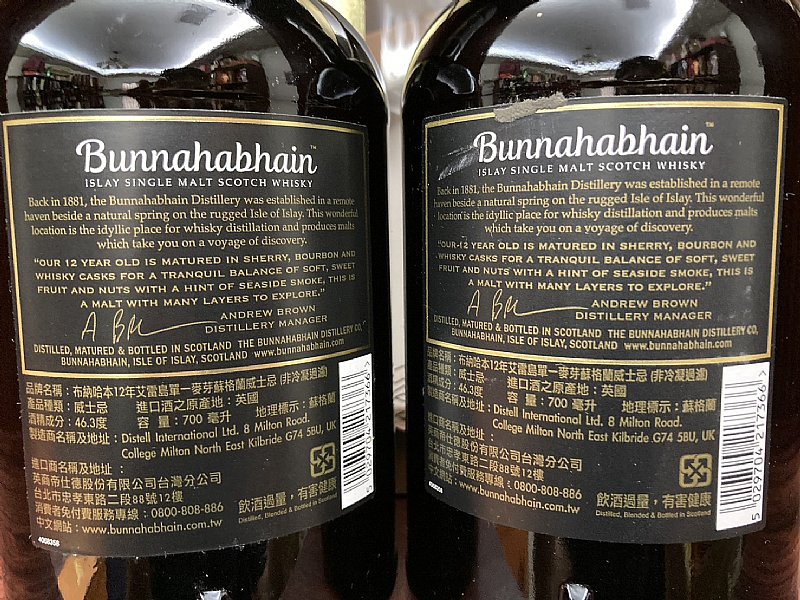 Bunnahabhain™
ISLAY SINGLE MALT SCOTCH WHISKY
Back in 1881, the Bunnahabhain Distillery was established in a remote
haven beside a natural spring on the rugged Isle of Islay. This wonderful
location is the idyllic place for whisky distillation and produces malts
which take you on a voyage of discovery.
"OUR 12 YEAR OLD IS MATURED IN SHERRY, BOURBON AND
WHISKY CASKS FOR A TRANQUIL BALANCE OF SOFT, SWEET
FRUIT AND NUTS WITH A HINT OF SEASIDE SMOKE, THIS IS
A MALT WITH MANY LAYERS TO EXPLORE."
ANDREW BROWN
DISTILLERY MANAGER
DISTILLED, MATURED & BOTTLED IN SCOTLAND THE BUNNAHABHAIN DISTILLERY CO,
BUNNAHABHAIN, ISLE OF ISLAY, SCOTLAND www.bunnahabhain.com
品牌名稱：布納哈本12年艾雷島單一麥芽蘇格蘭威士忌 (非冷凝過濾)
產品種類：威士忌 進口酒之原產地：英國
酒精成分：46.3度 容 量：700 毫升 地理標示：蘇格蘭
製造商名稱及地址：Distell International Ltd. 8 Milton Road.
College Milton North East Kilbride G74 5BU, UK
進口商名稱及地址：
英商帝仕德股份有限公司台灣分公司
台北市忠孝東路二段88號12樓
消費者免付費服務專線：0800-808-886
中文網站：www.bunnahabhain.com.tw
飲酒過量，有害健康
Distilled, Blended & Bottled in Scotland
5 029704 217366 >
4008358
Bunnahabhain™
ISLAY SINGLE MALT SCOTCH WHISKY
Back in 1881, the Bunnahabhain Distillery was established in a remote
haven beside a natural spring on the rugged Isle of Islay. This wonderful
location is the idyllic place for whisky distillation and produces malts
which take you on a voyage of discovery.
"OUR 12 YEAR OLD IS MATURED IN SHERRY, BOURBON AND
WHISKY CASKS FOR A TRANQUIL BALANCE OF SOFT, SWEET
FRUIT AND NUTS WITH A HINT OF SEASIDE SMOKE, THIS IS
A MALT WITH MANY LAYERS TO EXPLORE."
ANDREW BROWN
DISTILLERY MANAGER
DISTILLED, MATURED & BOTTLED IN SCOTLAND THE BUNNAHABHAIN DISTILLERY CO,
BUNNAHABHAIN, ISLE OF ISLAY, SCOTLAND www.bunnahabhain.com
品牌名稱：布納哈本12年艾雷島單一麥芽蘇格蘭威士忌 (非冷凝過濾)
產品種類：威士忌 進口酒之原產地：英國
酒精成分：46.3度 容 量：700 毫升 地理標示：蘇格蘭
製造商名稱及地址：Distell International Ltd. 8 Milton Road.
College Milton North East Kilbride G74 5BU, UK
進口商名稱及地址：
英商帝仕德股份有限公司台灣分公司
台北市忠孝東路二段88號12樓
消費者免付費服務專線：0800-808-886
中文網站：www.bunnahabhain.com.tw
飲酒過量，有害健康
Distilled, Blended & Bottled in Scotland
5 029704 217366 >